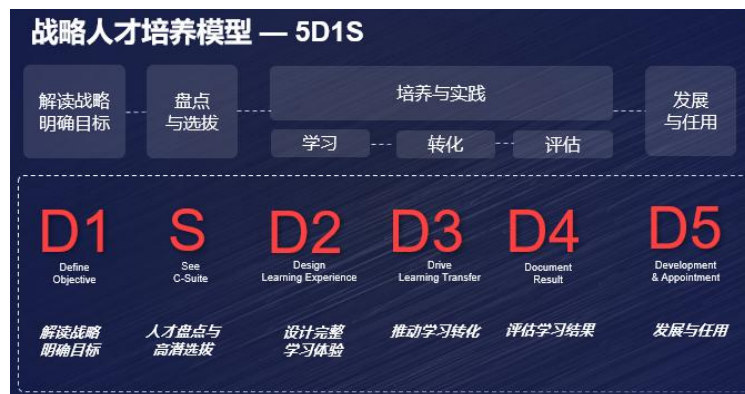 战略人才培养模型 — 5D1S
解读战略
明确目标
盘点
与选拔
培养与实践
学习
转化
评估
发展
与任用
D1
Define
Objective
解读战略
明确目标
S
See
C-Suite
人才盘点与
高潜选拔
D2
Design
Learning Experience
设计完整
学习体验
D3
Drive
Learning Transfer
推动学习转化
D4
Document
Result
评估学习结果
D5
Development
& Appointment
发展与任用